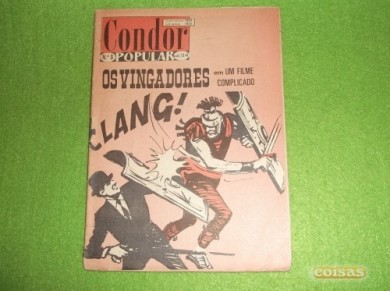 Condor
POPULAR
OS VINGADORES em UM FILME
COMPLICADO
CLANG!
coisas